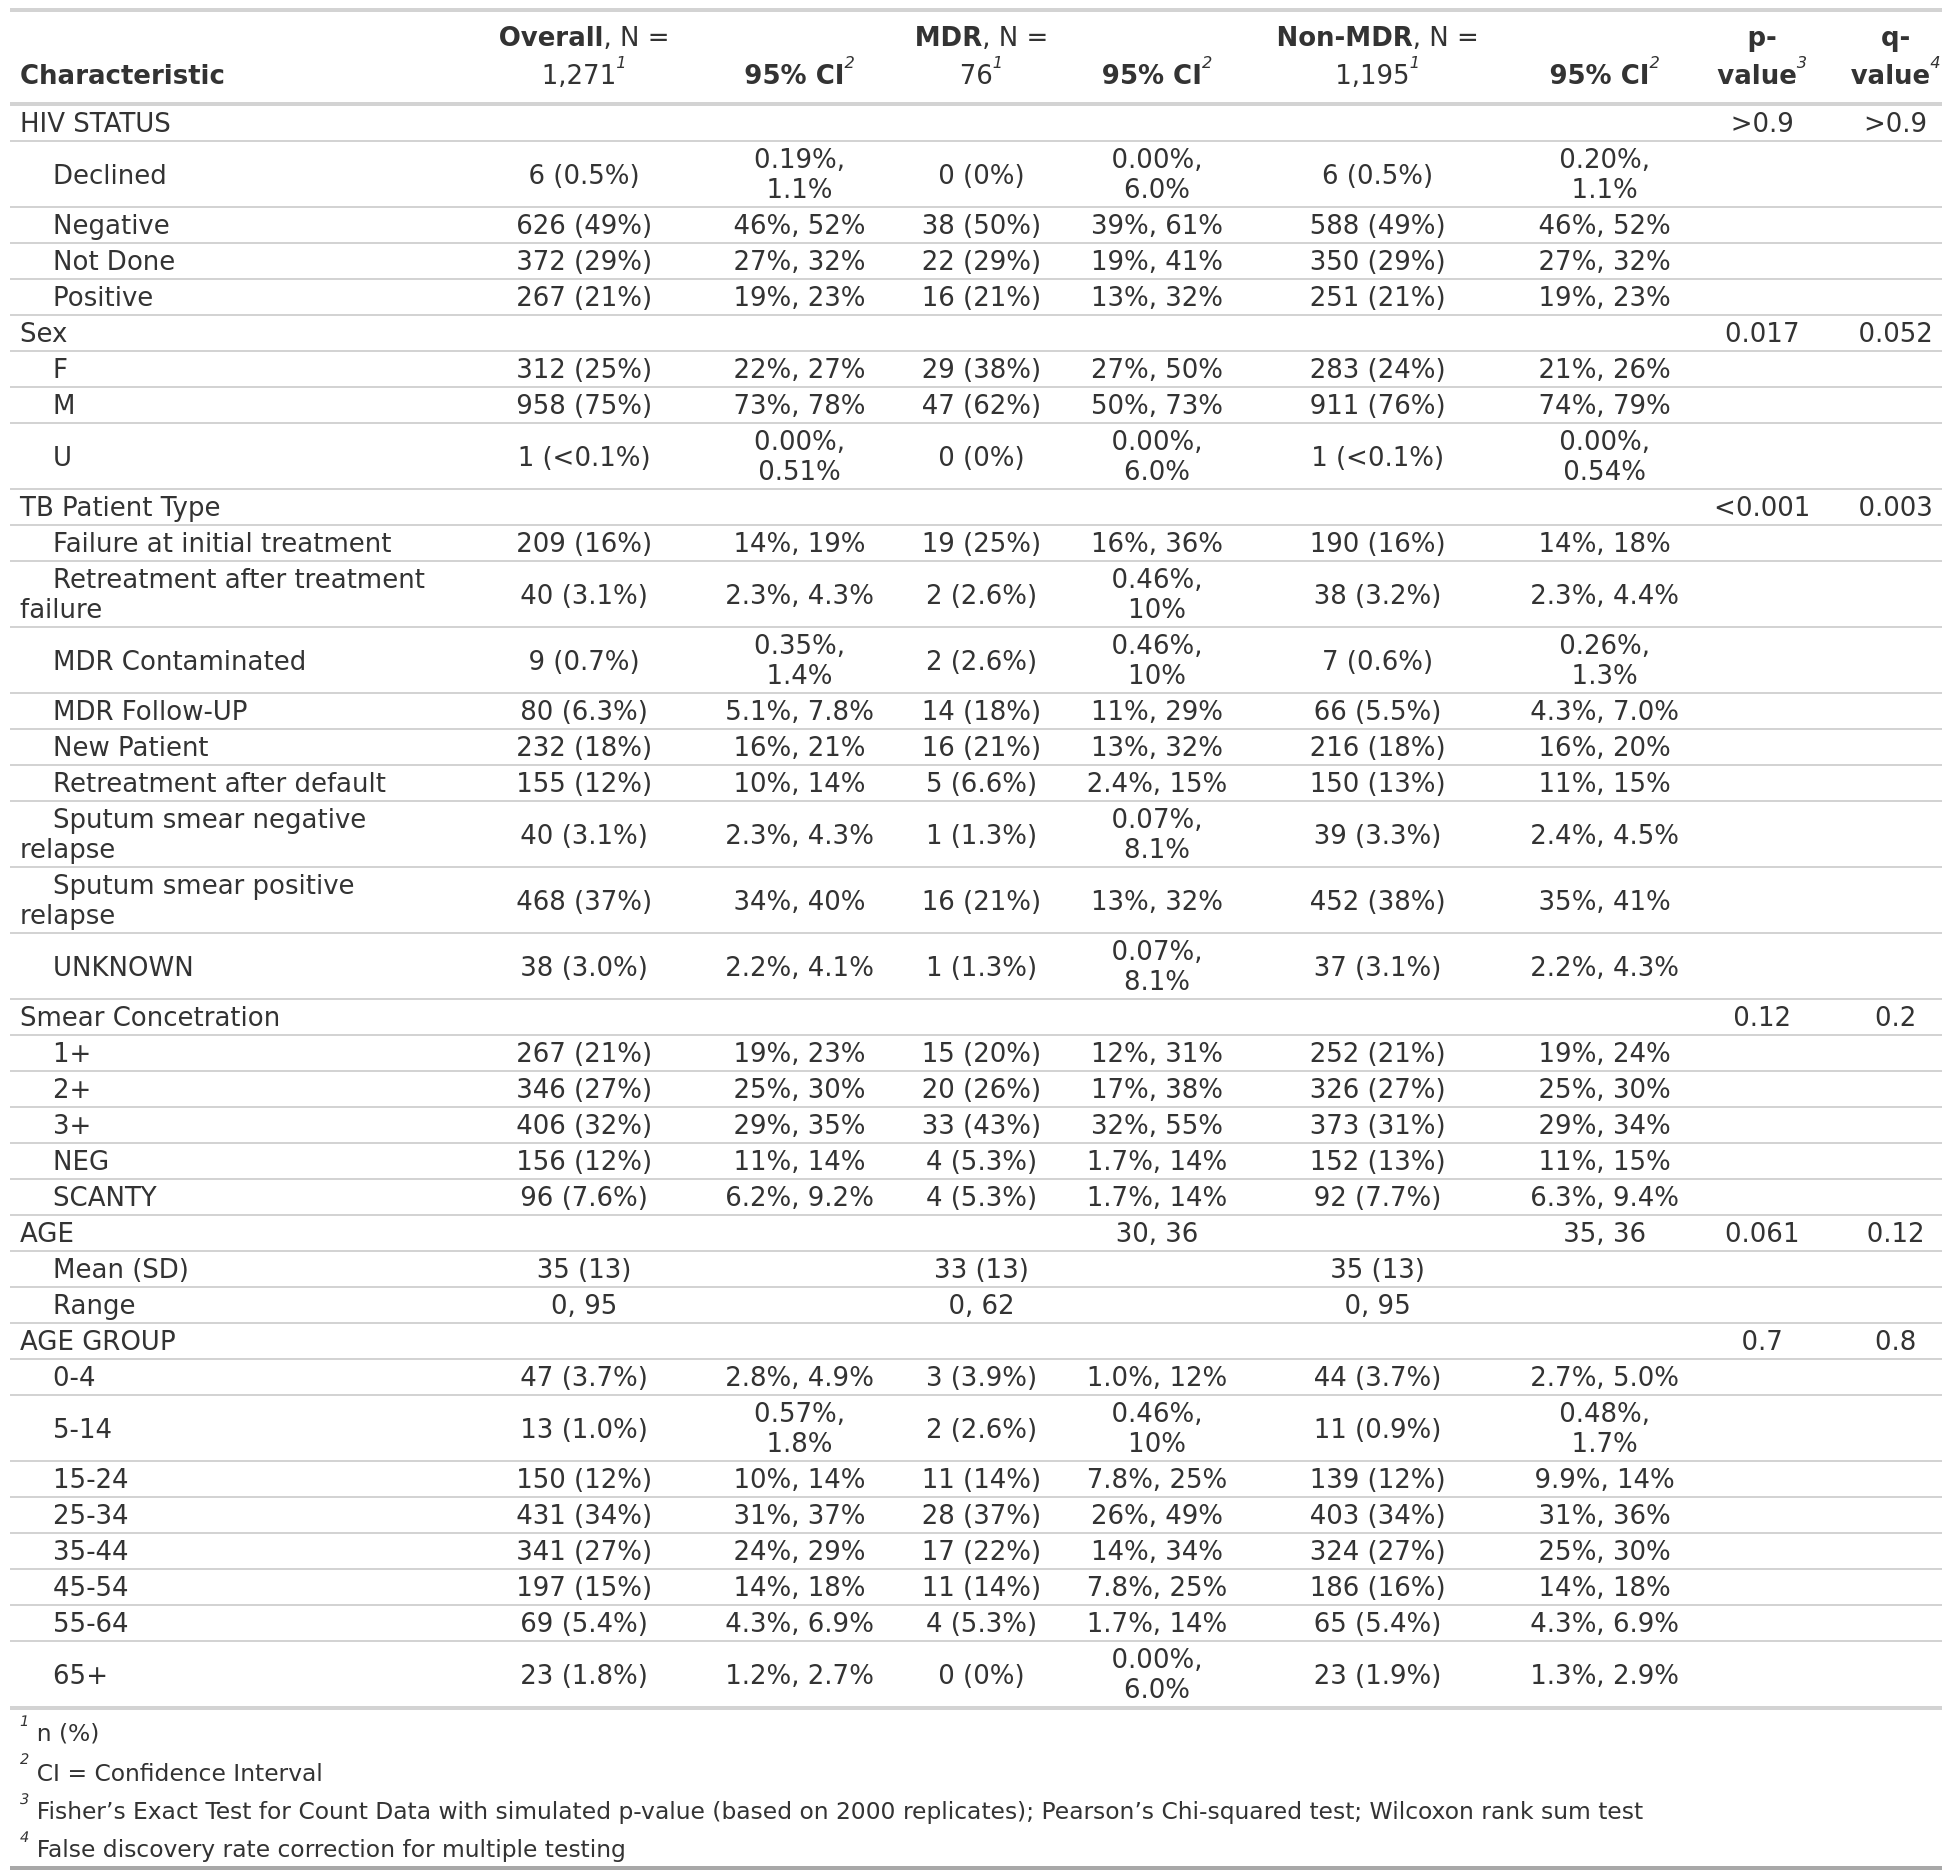 Characteristic Overall, N = 1,271¹ 95% CI² MDR, N = 76¹ 95% CI² Non-MDR, N = 1,195¹ 95% CI² p-value³ q-value⁴
HIV STATUS >0.9 >0.9
Declined 6 (0.5%) 0.19%, 1.1% 0 (0%) 0.00%, 6.0% 6 (0.5%) 0.20%, 1.1%
Negative 626 (49%) 46%, 52% 38 (50%) 39%, 61% 588 (49%) 46%, 52%
Not Done 372 (29%) 27%, 32% 22 (29%) 19%, 41% 350 (29%) 27%, 32%
Positive 267 (21%) 19%, 23% 16 (21%) 13%, 32% 251 (21%) 19%, 23%
Sex 0.017 0.052
F 312 (25%) 22%, 27% 29 (38%) 27%, 50% 283 (24%) 21%, 26%
M 958 (75%) 73%, 78% 47 (62%) 50%, 73% 911 (76%) 74%, 79%
U 1 (<0.1%) 0.00%, 0.51% 0 (0%) 0.00%, 6.0% 1 (<0.1%) 0.00%, 0.54%
TB Patient Type <0.001 0.003
Failure at initial treatment 209 (16%) 14%, 19% 19 (25%) 16%, 36% 190 (16%) 14%, 18%
Retreatment after treatment failure 40 (3.1%) 2.3%, 4.3% 2 (2.6%) 0.46%, 10% 38 (3.2%) 2.3%, 4.4%
MDR Contaminated 9 (0.7%) 0.35%, 1.4% 2 (2.6%) 0.46%, 10% 7 (0.6%) 0.26%, 1.3%
MDR Follow-UP 80 (6.3%) 5.1%, 7.8% 14 (18%) 11%, 29% 66 (5.5%) 4.3%, 7.0%
New Patient 232 (18%) 16%, 21% 16 (21%) 13%, 32% 216 (18%) 16%, 20%
Retreatment after default 155 (12%) 10%, 14% 5 (6.6%) 2.4%, 15% 150 (13%) 11%, 15%
Sputum smear negative relapse 40 (3.1%) 2.3%, 4.3% 1 (1.3%) 0.07%, 8.1% 39 (3.3%) 2.4%, 4.5%
Sputum smear positive relapse 468 (37%) 34%, 40% 16 (21%) 13%, 32% 452 (38%) 35%, 41%
UNKNOWN 38 (3.0%) 2.2%, 4.1% 1 (1.3%) 0.07%, 8.1% 37 (3.1%) 2.2%, 4.3%
Smear Concetration 0.12 0.2
1+ 267 (21%) 19%, 23% 15 (20%) 12%, 31% 252 (21%) 19%, 24%
2+ 346 (27%) 25%, 30% 20 (26%) 17%, 38% 326 (27%) 25%, 30%
3+ 406 (32%) 29%, 35% 33 (43%) 32%, 55% 373 (31%) 29%, 34%
NEG 156 (12%) 11%, 14% 4 (5.3%) 1.7%, 14% 152 (13%) 11%, 15%
SCANTY 96 (7.6%) 6.2%, 9.2% 4 (5.3%) 1.7%, 14% 92 (7.7%) 6.3%, 9.4%
AGE 30, 36 35, 36 0.061 0.12
Mean (SD) 35 (13) 33 (13) 35 (13)
Range 0, 95 0, 62 0, 95
AGE GROUP 0.7 0.8
0-4 47 (3.7%) 2.8%, 4.9% 3 (3.9%) 1.0%, 12% 44 (3.7%) 2.7%, 5.0%
5-14 13 (1.0%) 0.57%, 1.8% 2 (2.6%) 0.46%, 10% 11 (0.9%) 0.48%, 1.7%
15-24 150 (12%) 10%, 14% 11 (14%) 7.8%, 25% 139 (12%) 9.9%, 14%
25-34 431 (34%) 31%, 37% 28 (37%) 26%, 49% 403 (34%) 31%, 36%
35-44 341 (27%) 24%, 29% 17 (22%) 14%, 34% 324 (27%) 25%, 30%
45-54 197 (15%) 14%, 18% 11 (14%) 7.8%, 25% 186 (16%) 14%, 18%
55-64 69 (5.4%) 4.3%, 6.9% 4 (5.3%) 1.7%, 14% 65 (5.4%) 4.3%, 6.9%
65+ 23 (1.8%) 1.2%, 2.7% 0 (0%) 0.00%, 6.0% 23 (1.9%) 1.3%, 2.9%
¹ n (%)
² CI = Confidence Interval
³ Fisher’s Exact Test for Count Data with simulated p-value (based on 2000 replicates); Pearson’s Chi-squared test; Wilcoxon rank sum test
⁴ False discovery rate correction for multiple testing